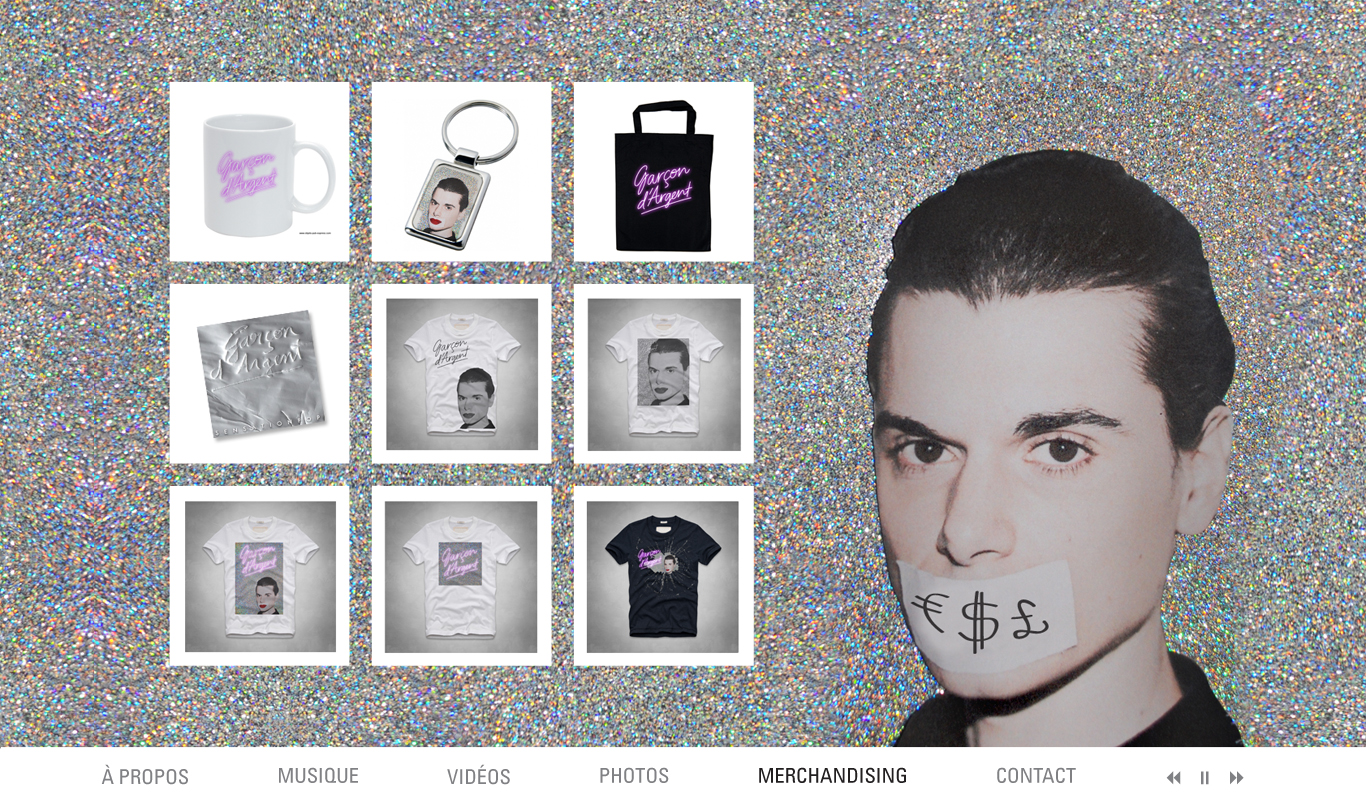 Garçon
d'Argent
Garçon
d'Argent
Garçon
d'Argent
Garçon
d'Argent
Garçon
d'Argent
Garçon
d'Argent
Garçon
d'Argent
€ $ £
À PROPOS MUSIQUE VIDÉOS PHOTOS MERCHANDISING CONTACT